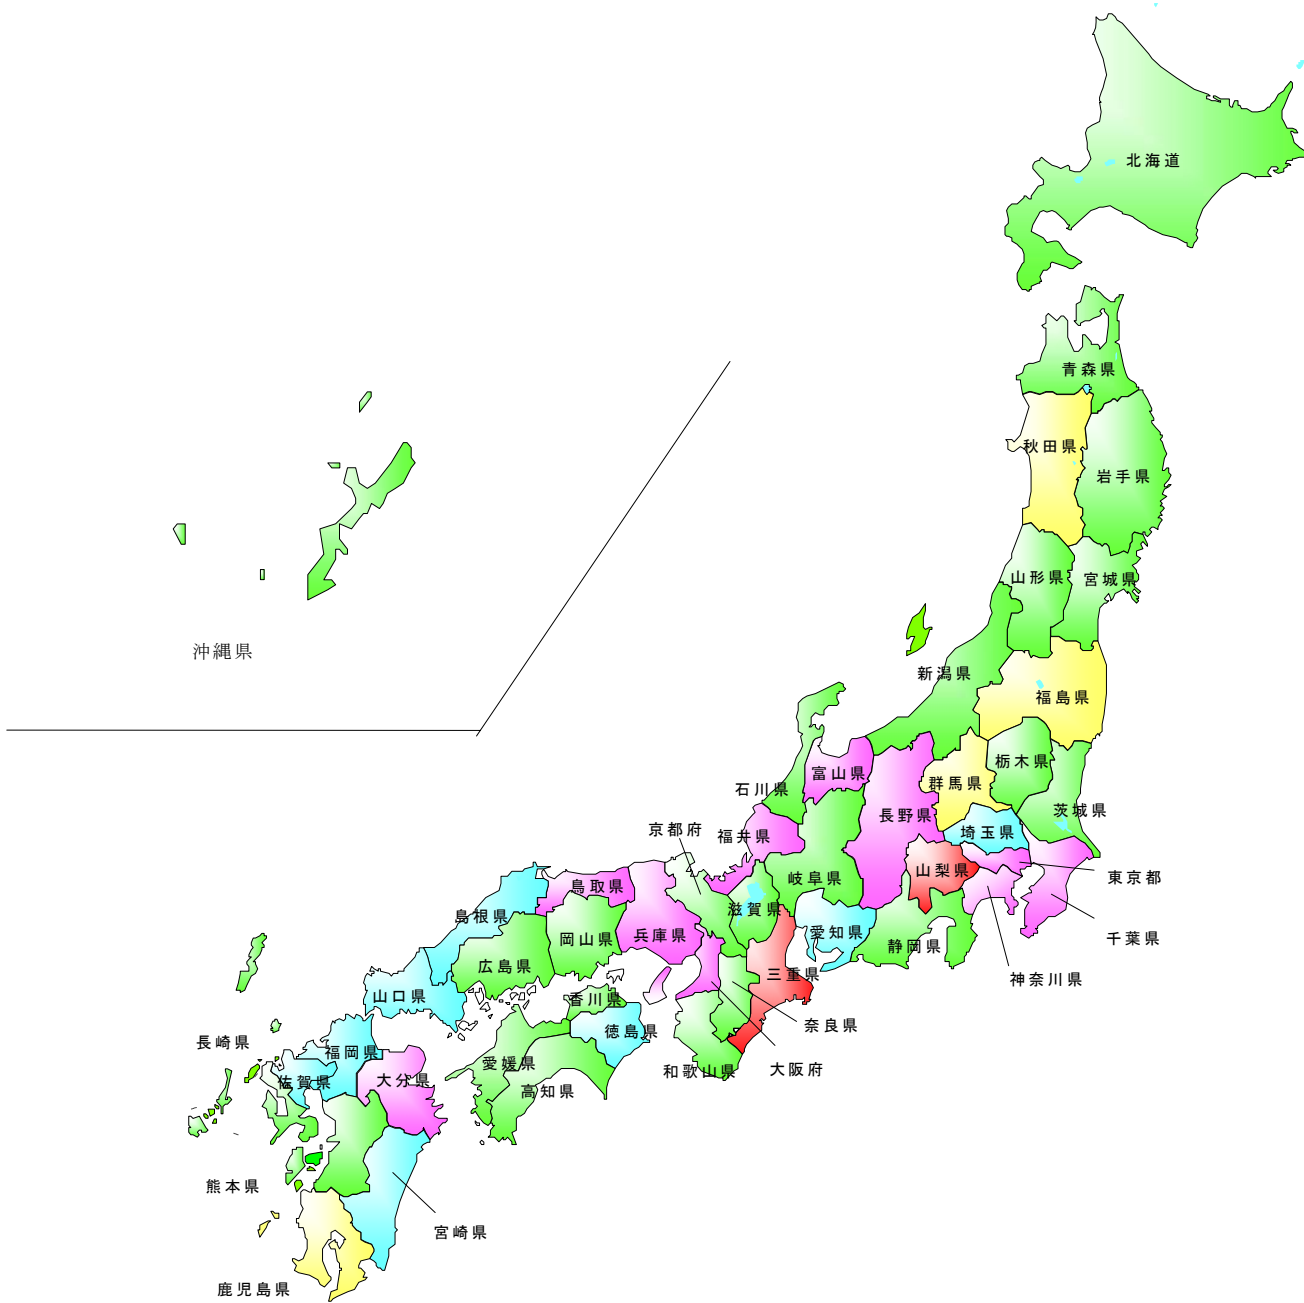 北海道
青森県
秋田県
岩手県
山形県
宮城県
沖縄県
新潟県
福島県
栃木県
富山県
群馬県
石川県
茨城県
長野県
京都府
福井県
埼玉県
山梨県
岐阜県
東京都
鳥取県
滋賀県
島根県
愛知県
兵庫県
岡山県
千葉県
静岡県
広島県
三重県
神奈川県
山口県
香川県
奈良県
徳島県
長崎県
福岡県
愛媛県
大阪府
和歌山県
佐賀県
大分県
高知県
熊本県
宮崎県
鹿児島県